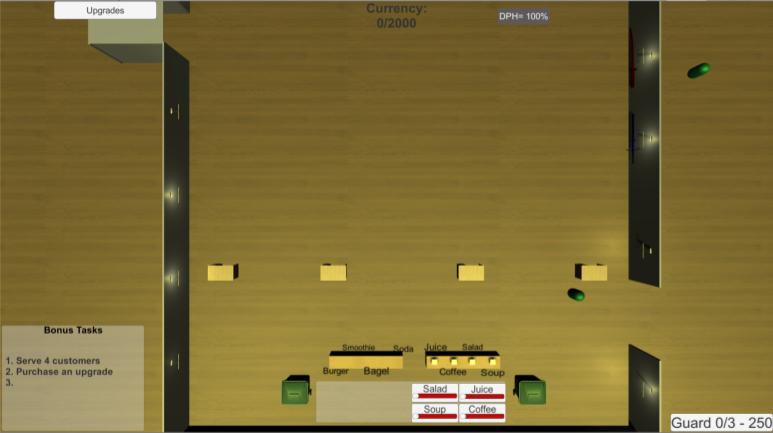 Upgrades
Currency:
0/2000
DPH= 100%
Smoothie
Soda
Juice
Salad
Burger
Bagel
Coffee
Soup
Bonus Tasks
1. Serve 4 customers
2. Purchase an upgrade
3.
Salad
Juice
Soup
Coffee
Guard 0/3 - 250